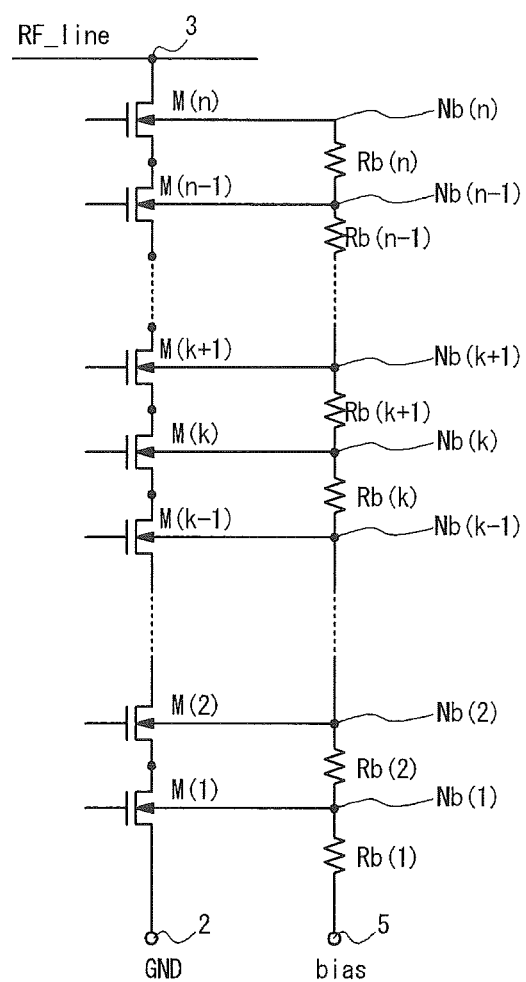 3
RF_line
M(n)
Nb(n)
Rb(n)
M(n-1)
Nb(n-1)
Rb(n-1)
M(k+1)
Nb(k+1)
Rb(k+1)
M(k)
Nb(k)
Rb(k)
M(k-1)
Nb(k-1)
M(2)
Nb(2)
Rb(2)
M(1)
Nb(1)
Rb(1)
2
5
GND
bias